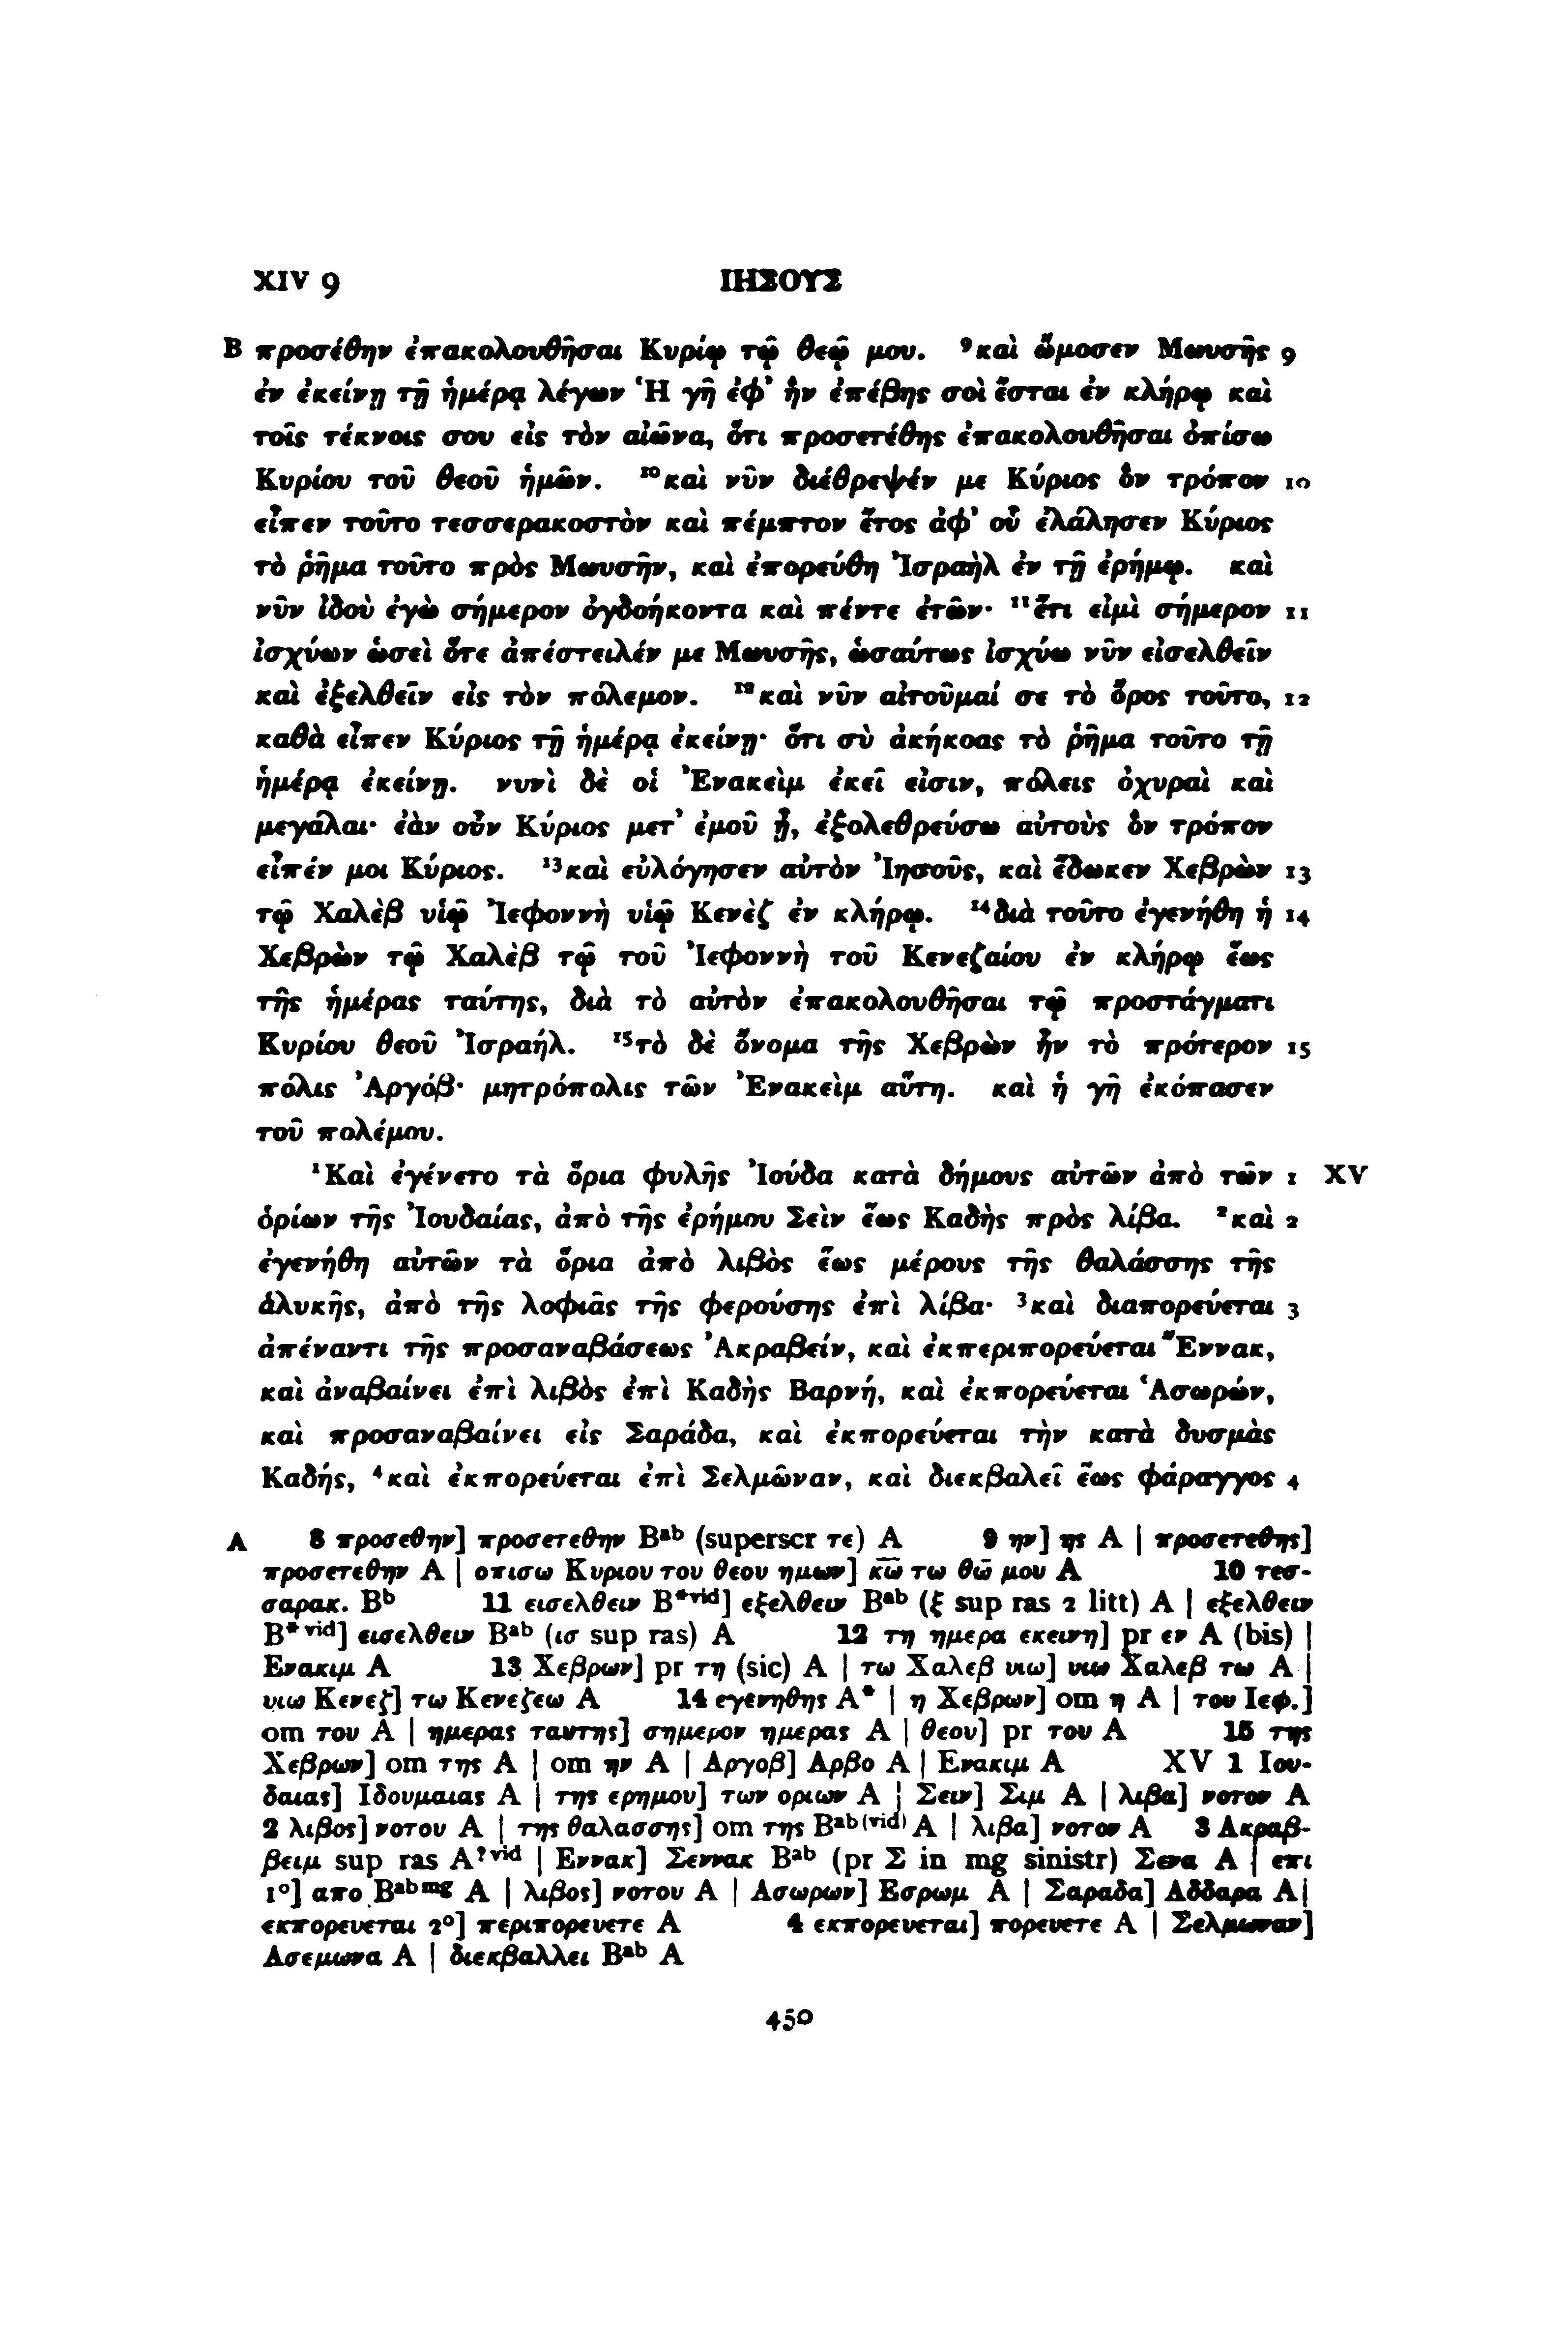 XIV 9 ΙΗΣΟΥΣ
B προσέθην ἐπακολουθῆσαι Κυρίῳ τῷ θεῷ μου. ⁹καὶ ὤμοσεν Μωυσῆς 9
ἐν ἐκείνῃ τῇ ἡμέρᾳ λέγων Ἡ γῆ ἐφ᾽ ἣν ἐπέβης σοὶ ἔσται ἐν κλήρῳ καὶ
τοῖς τέκνοις σου εἰς τὸν αἰῶνα, ὅτι προσετέθης ἐπακολουθῆσαι ὀπίσω
Κυρίου τοῦ θεοῦ ἡμῶν. ¹⁰καὶ νῦν διέθρεψέν με Κύριος ὃν τρόπον 10
εἶπεν τοῦτο τεσσερακοστὸν καὶ πέμπτον ἔτος ἀφ᾽ οὗ ἐλάλησεν Κύριος
τὸ ῥῆμα τοῦτο πρὸς Μωυσῆν, καὶ ἐπορεύθη Ἰσραὴλ ἐν τῇ ἐρήμῳ. καὶ
νῦν ἰδοὺ ἐγὼ σήμερον ὀγδοήκοντα καὶ πέντε ἐτῶν· ¹¹ἔτι εἰμὶ σήμερον 11
ἰσχύων ὡσεὶ ὅτε ἀπέστειλέν με Μωυσῆς, ὡσαύτως ἰσχύω νῦν εἰσελθεῖν
καὶ ἐξελθεῖν εἰς τὸν πόλεμον. ¹²καὶ νῦν αἰτοῦμαί σε τὸ ὄρος τοῦτο, 12
καθὰ εἶπεν Κύριος τῇ ἡμέρᾳ ἐκείνῃ· ὅτι σὺ ἀκήκοας τὸ ῥῆμα τοῦτο τῇ
ἡμέρᾳ ἐκείνῃ. νυνὶ δὲ οἱ Ἐνακεὶμ ἐκεῖ εἰσιν, πόλεις ὀχυραὶ καὶ
μεγάλαι· ἐὰν οὖν Κύριος μετ᾽ ἐμοῦ ᾖ, ἐξολεθρεύσω αὐτοὺς ὃν τρόπον
εἶπέν μοι Κύριος. ¹³καὶ εὐλόγησεν αὐτὸν Ἰησοῦς, καὶ ἔδωκεν Χεβρὼν 13
τῷ Χαλὲβ υἱῷ Ἰεφοννὴ υἱῷ Κενὲζ ἐν κλήρῳ. ¹⁴διὰ τοῦτο ἐγενήθη ἡ 14
Χεβρὼν τῷ Χαλὲβ τῷ τοῦ Ἰεφοννὴ τοῦ Κενεζαίου ἐν κλήρῳ ἕως
τῆς ἡμέρας ταύτης, διὰ τὸ αὐτὸν ἐπακολουθῆσαι τῷ προστάγματι
Κυρίου θεοῦ Ἰσραήλ. ¹⁵τὸ δὲ ὄνομα τῆς Χεβρὼν ἦν τὸ πρότερον 15
πόλις Ἀργόβ· μητρόπολις τῶν Ἐνακεὶμ αὕτη. καὶ ἡ γῆ ἐκόπασεν
τοῦ πολέμου.
¹Καὶ ἐγένετο τὰ ὅρια φυλῆς Ἰούδα κατὰ δήμους αὐτῶν ἀπὸ τῶν 1 XV
ὁρίων τῆς Ἰουδαίας, ἀπὸ τῆς ἐρήμου Σεὶν ἕως Καδὴς πρὸς λίβα. ²καὶ 2
ἐγενήθη αὐτῶν τὰ ὅρια ἀπὸ λιβὸς ἕως μέρους τῆς θαλάσσης τῆς
ἁλυκῆς, ἀπὸ τῆς λοφιᾶς τῆς φερούσης ἐπὶ λίβα· ³καὶ διαπορεύεται 3
ἀπέναντι τῆς προσαναβάσεως Ἀκραβείν, καὶ ἐκπεριπορεύεται Ἔννακ,
καὶ ἀναβαίνει ἐπὶ λιβὸς ἐπὶ Καδὴς Βαρνή, καὶ ἐκπορεύεται Ἁσωρών,
καὶ προσαναβαίνει εἰς Σαράδα, καὶ ἐκπορεύεται τὴν κατὰ δυσμὰς
Καδής, ⁴καὶ ἐκπορεύεται ἐπὶ Σελμῶναν, καὶ διεκβαλεῖ ἕως φάραγγος 4
A 8 προσεθην] προσετεθην Bᵃᵇ (superscr τε) A 9 ην] ης A | προσετεθης]
προσετεθην A | οπισω Κυριου του θεου ημων] κ̅ω̅ τω θ̅ω̅ μου A 10 τεσ-
σαρακ. Bᵇ 11 εισελθειν B*ᵛⁱᵈ] εξελθειν Bᵃᵇ (ξ sup ras 2 litt) A | εξελθειν
B*ᵛⁱᵈ] εισελθειν Bᵃᵇ (ισ sup ras) A 12 τη ημερα εκεινη] pr εν A (bis) |
Ενακιμ A 13 Χεβρων] pr τη (sic) A | τω Χαλεβ υιω] υιω Χαλεβ τω A |
υιω Κενεζ] τω Κενεζεω A 14 εγενηθης A* | η Χεβρων] om η A | του Ιεφ.]
om του A | ημερας ταυτης] σημερον ημερας A | θεου] pr του A 15 της
Χεβρων] om της A | om ην A | Αργοβ] Αρβο A | Ενακιμ A XV 1 Ιου-
δαιας] Ιδουμαιας A | της ερημου] των οριων A | Σειν] Σιμ A | λιβα] νοτον A
2 λιβος] νοτου A | της θαλασσης] om της Bᵃᵇ⁽ᵛⁱᵈ⁾ A | λιβα] νοτον A 3 Ακραβ-
βειμ sup ras A?ᵛⁱᵈ | Ενναχ] Σεννακ Bᵃᵇ (pr Σ in mg sinistr) Σενα A | επι
1°] απο Bᵃᵇᵐᵍ A | λιβος] νοτου A | Ασωρων] Εσρωμ A | Σαραδα] Αδδαρα A |
εκπορευεται 2°] περιπορευετε A 4 εκπορευεται] πορευετε A | Σελμωναν]
Ασεμωνα A | διεκβαλλει Bᵃᵇ A
450